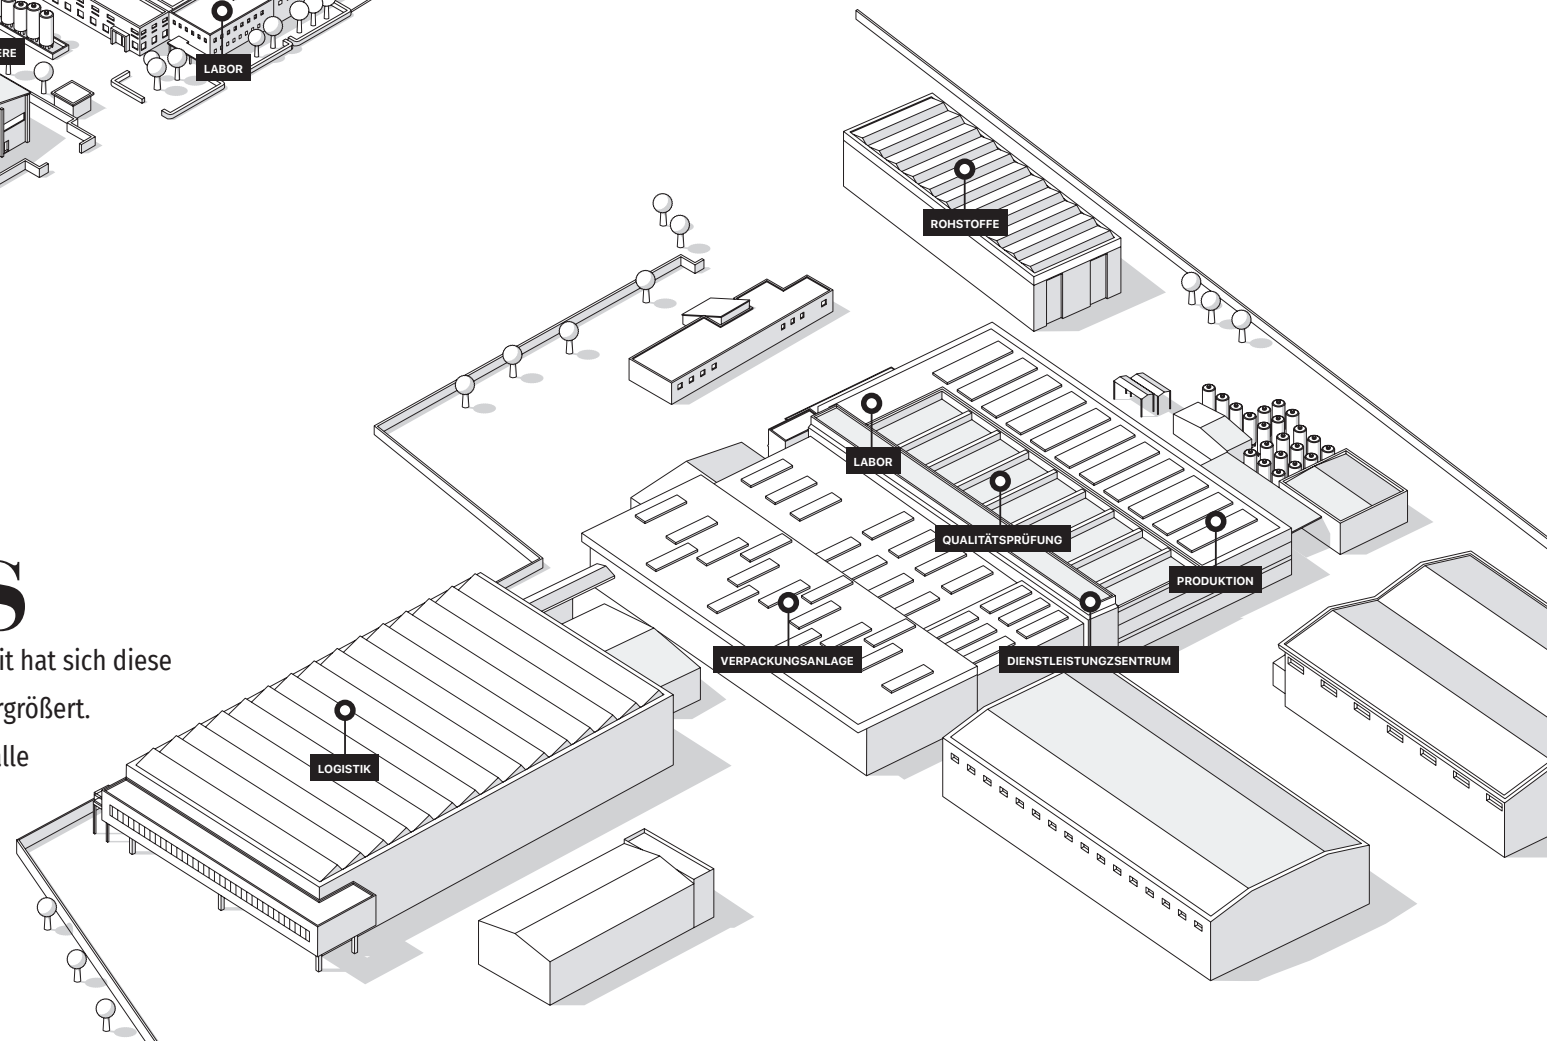 LABOR
ROHSTOFFE
LABOR
QUALITÄTSPRÜFUNG
PRODUKTION
VERPACKUNGSANLAGE
DIENSTLEISTUNGZSENTRUM
S
it hat sich diese
rgrößert.
lle
LOGISTIK